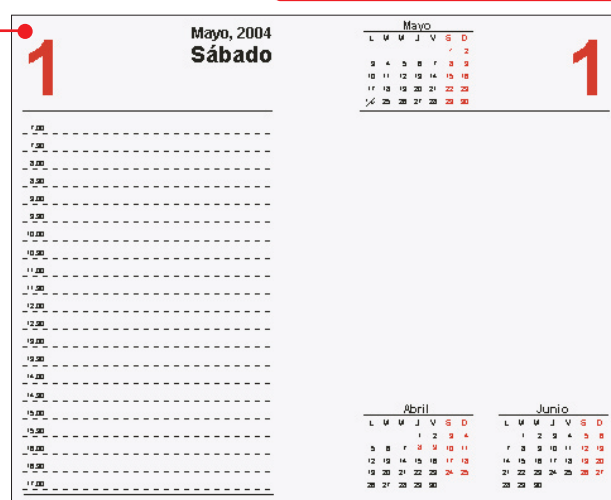 1
Mayo, 2004
Sábado
7.00
7.30
8.00
8.30
9.00
9.30
10.00
10.30
11.00
11.30
12.00
12.30
13.00
13.30
14.00
14.30
15.00
15.30
16.00
16.30
17.00
Mayo
L M M J V S D
1 2
3 4 5 6 7 8 9
10 11 12 13 14 15 16
17 18 19 20 21 22 23
25 26 27 28 29 30
1
Abril
L M M J V S D
1 2 3 4
5 6 7 8 9 10 11
12 13 14 15 16 17 18
19 20 21 22 23 24 25
26 27 28 29 30
Junio
L M M J V S D
1 2 3 4 5 6
7 8 9 10 11 12 13
14 15 16 17 18 19 20
21 22 23 24 25 26 27
28 29 30